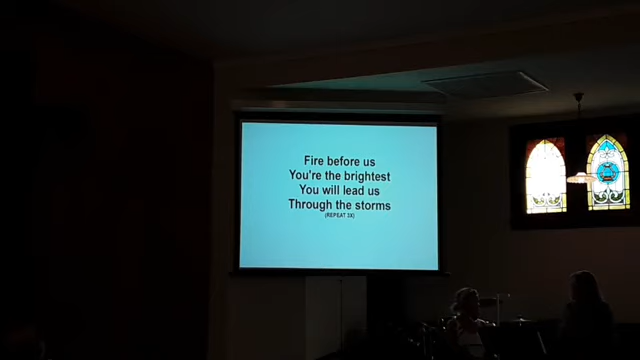 Fire before us
You're the brightest
You will lead us
Through the storms
(REPEAT 3X)